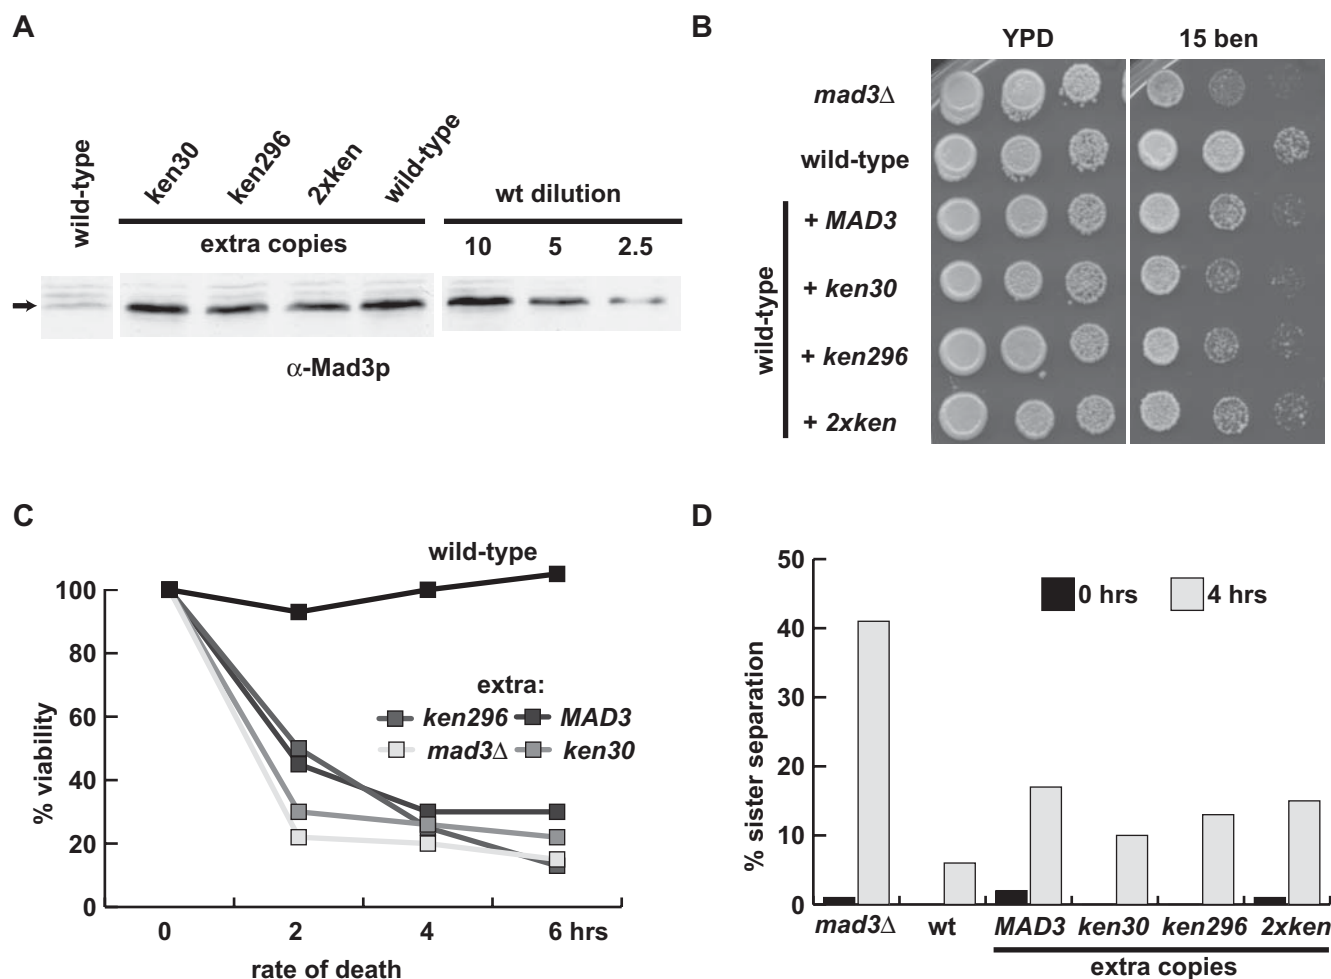 A
wild-type
ken30
ken296
2xken
wild-type
extra copies
wt dilution
10 5 2.5
α-Mad3p
B
YPD 15 ben
mad3Δ
wild-type
wild-type
+ MAD3
+ ken30
+ ken296
+ 2xken
C
% viability
100
80
60
40
20
0
wild-type
extra:
ken296 MAD3
mad3Δ ken30
0 2 4 6 hrs
rate of death
D
% sister separation
50
40
30
20
10
0
0 hrs 4 hrs
mad3Δ wt MAD3 ken30 ken296 2xken
extra copies